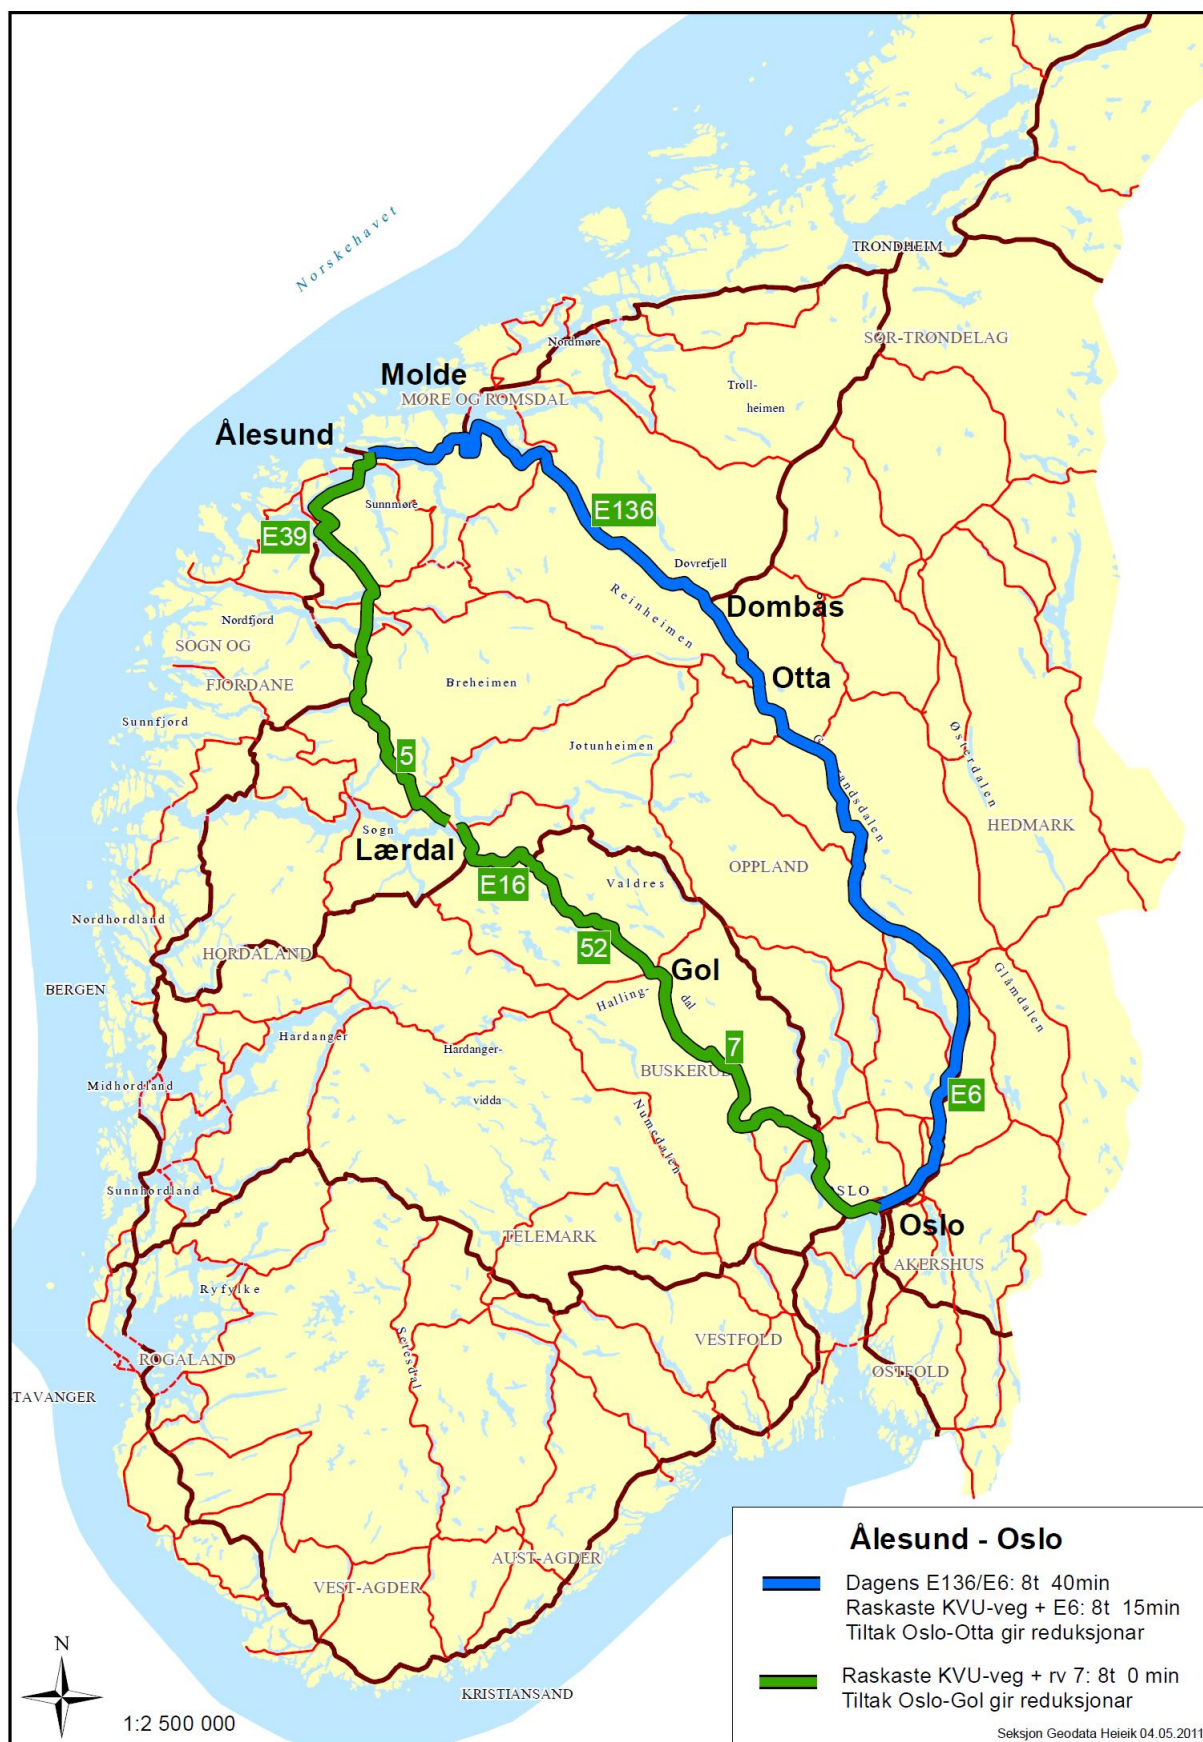 Norskehavet
TRONDHEIM
SØR-TRØNDELAG
Nordmøre
Troll-
heimen
Molde
MØRE OG ROMSDAL
Ålesund
Sunnmøre
E136
E39
Dovrefjell
Reinheimen
Dombås
Nordfjord
SOGN OG
FJORDANE
Otta
Breheimen
Sunnfjord
Jotunheimen
5
Østerdalen
HEDMARK
Sogn
Lærdal
OPPLAND
E16
Valdres
Nordhordland
52
HORDALAND
Gol
BERGEN
Halling-
dal
Glåmdalen
Hardanger
Hardanger-
vidda
7
BUSKERUD
Midhordland
E6
Numedalen
Sunnhordland
OSLO
Oslo
TELEMARK
AKERSHUS
Ryfylke
Setesdal
VESTFOLD
ROGALAND
ØSTFOLD
TAVANGER
AUST-AGDER
VEST-AGDER
KRISTIANSAND
N
1:2 500 000
Ålesund - Oslo
Dagens E136/E6: 8t 40min
Raskaste KVU-veg + E6: 8t 15min
Tiltak Oslo-Otta gir reduksjonar
Raskaste KVU-veg + rv 7: 8t 0 min
Tiltak Oslo-Gol gir reduksjonar
Seksjon Geodata Heieik 04.05.2011